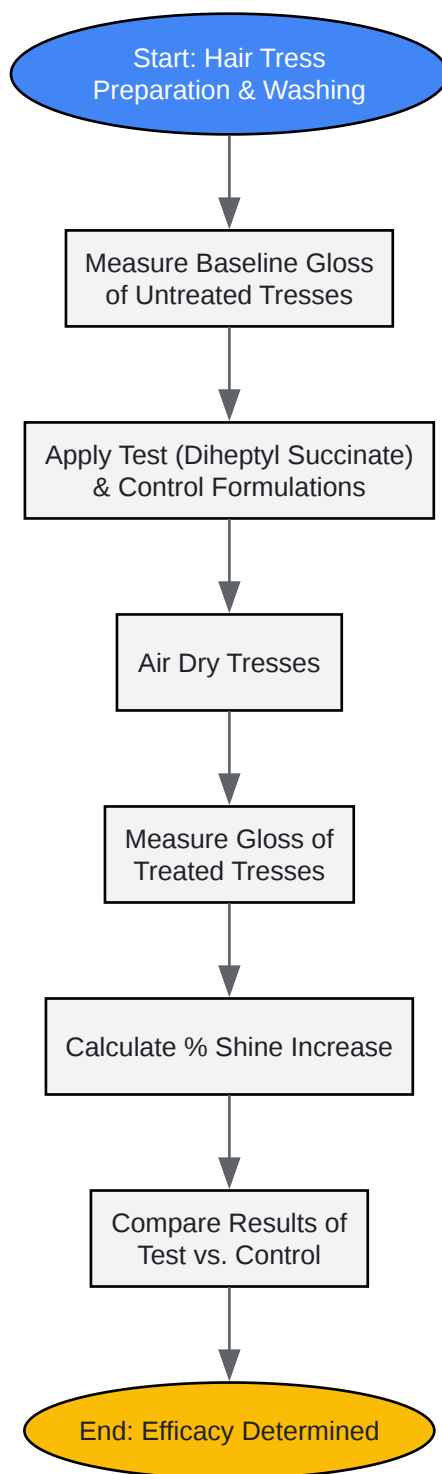 Start: Hair Tress
Preparation & Washing
Measure Baseline Gloss
of Untreated Tresses
Apply Test (Diheptyl Succinate)
& Control Formulations
Air Dry Tresses
Measure Gloss of
Treated Tresses
Calculate % Shine Increase
Compare Results of
Test vs. Control
End: Efficacy Determined